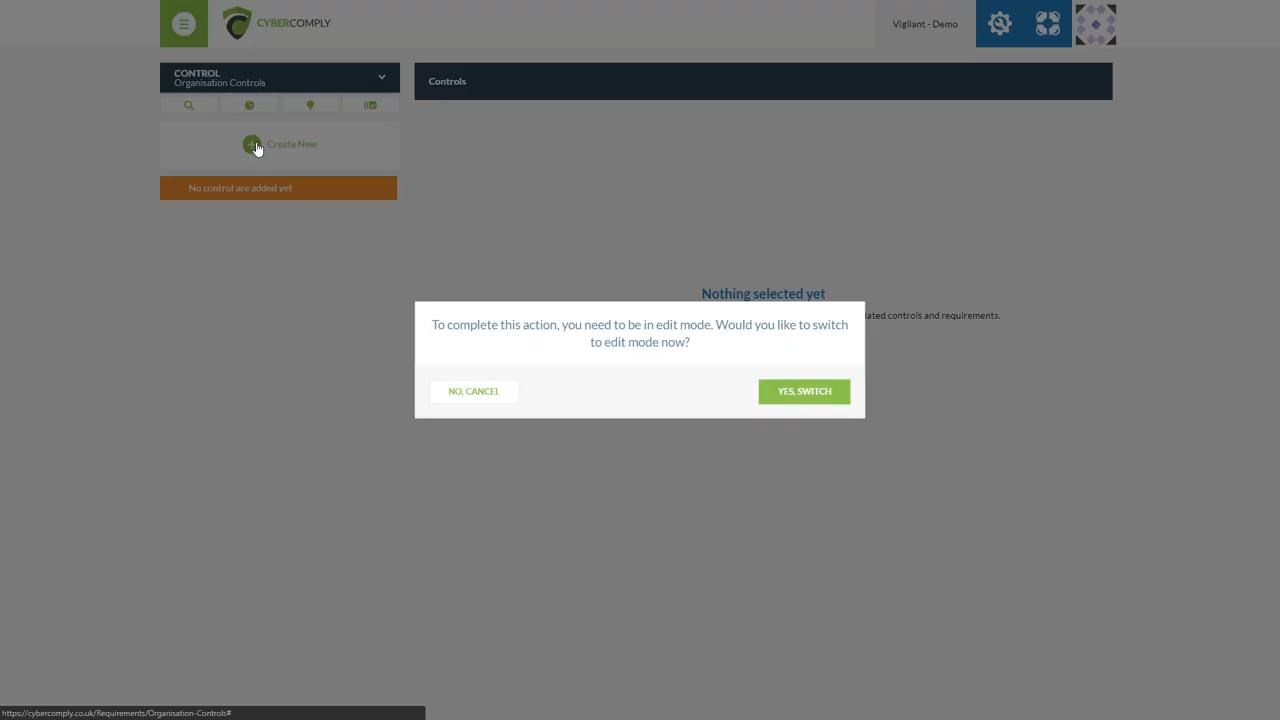 CYBERCOMPLY
Vigilant - Demo
CONTROL
Organisation Controls
Controls
Create New
No control are added yet
Nothing selected yet
lated controls and requirements.
To complete this action, you need to be in edit mode. Would you like to switch
to edit mode now?
NO, CANCEL
YES, SWITCH
https://cybercomply.co.uk/Requirements/Organisation-Controls#